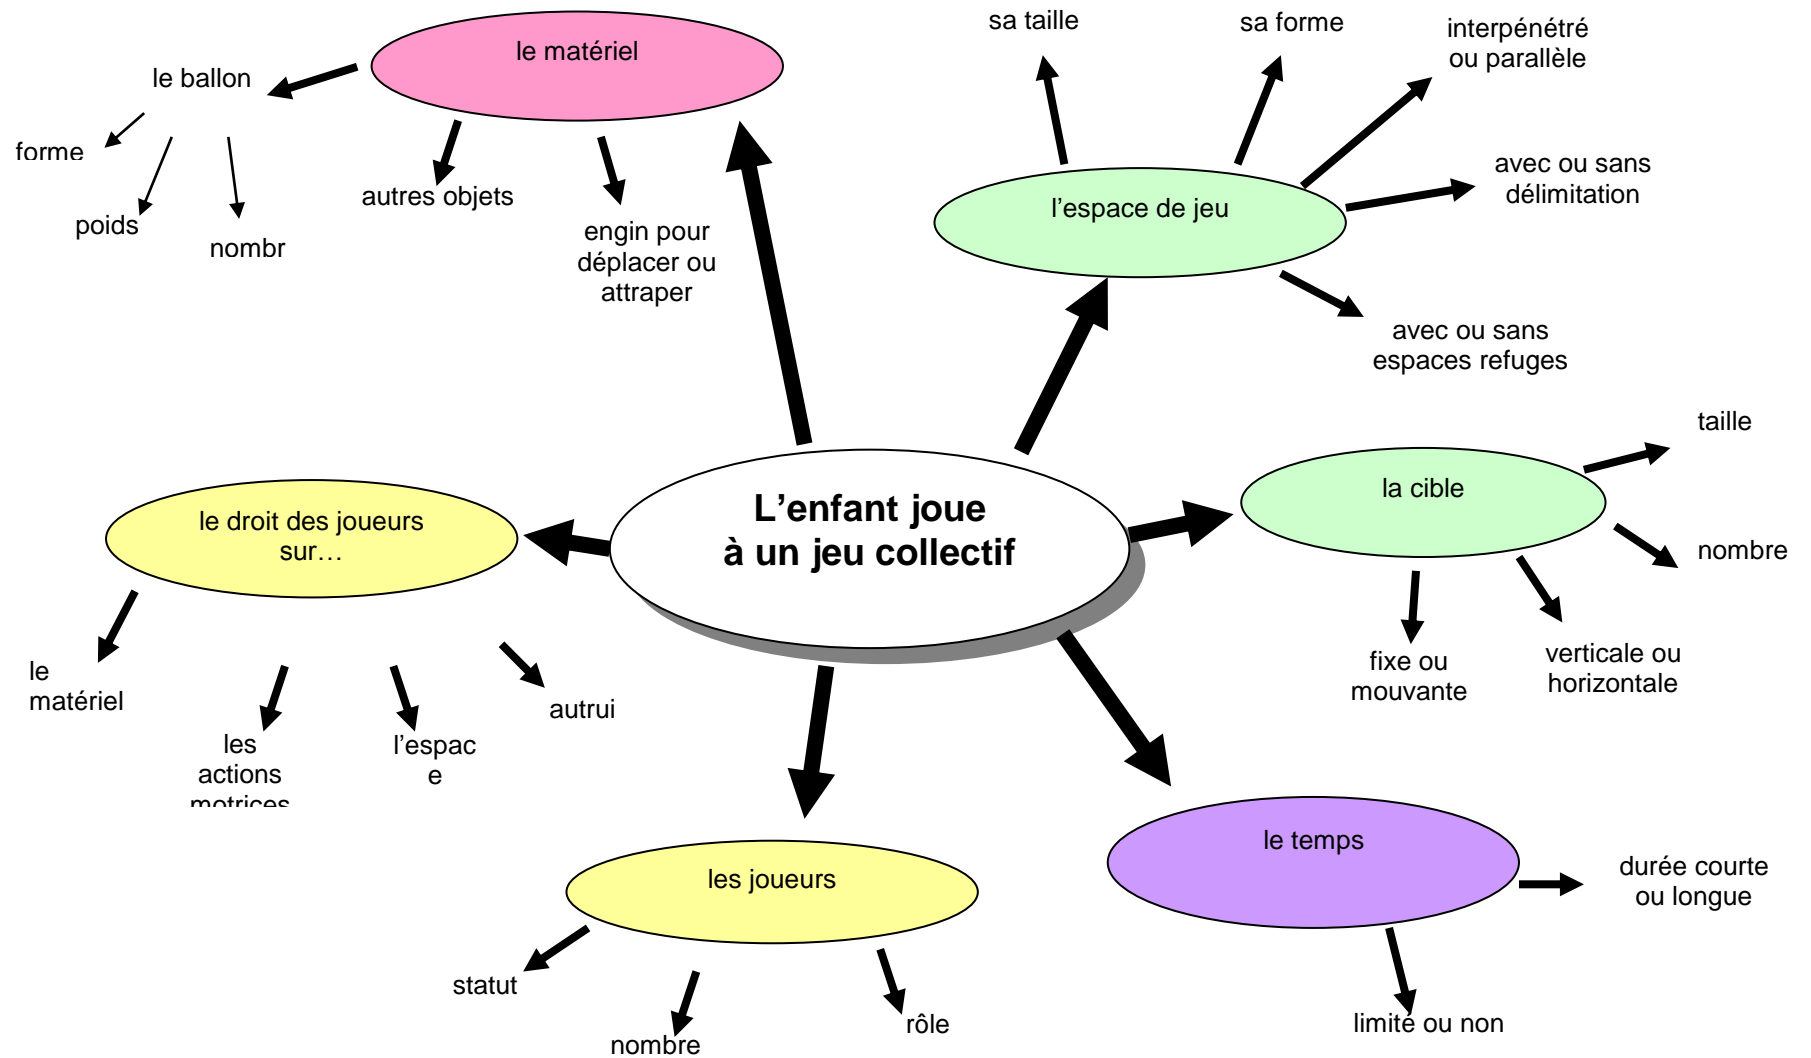 le matériel
le ballon
forme
poids
nombr
autres objets
engin pour
déplacer ou
attraper
sa taille
sa forme
interpénétré
ou parallèle
l'espace de jeu
avec ou sans
délimitation
avec ou sans
espaces refuges
L'enfant joue
à un jeu collectif
la cible
taille
nombre
verticale ou
horizontale
fixe ou
mouvante
le droit des joueurs
sur…
le
matériel
les
actions
motrices
l'espac
e
autrui
les joueurs
statut
nombre
rôle
le temps
durée courte
ou longue
limité ou non